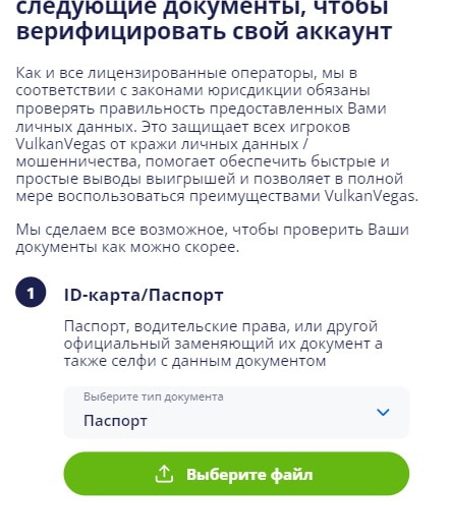 следующие документы, чтобы
верифицировать свой аккаунт
Как и все лицензированные операторы, мы в
соответствии с законами юрисдикции обязаны
проверять правильность предоставленных Вами
личных данных. Это защищает всех игроков
VulkanVegas от кражи личных данных /
мошенничества, помогает обеспечить быстрые и
простые выводы выигрышей и позволяет в полной
мере воспользоваться преимуществами VulkanVegas.
Мы сделаем все возможное, чтобы проверить Ваши
документы как можно скорее.
1
ID-карта/Паспорт
Паспорт, водительские права, или другой
официальный заменяющий их документ а
также селфи с данным документом
Выберите тип документа
Паспорт
Выберите файл